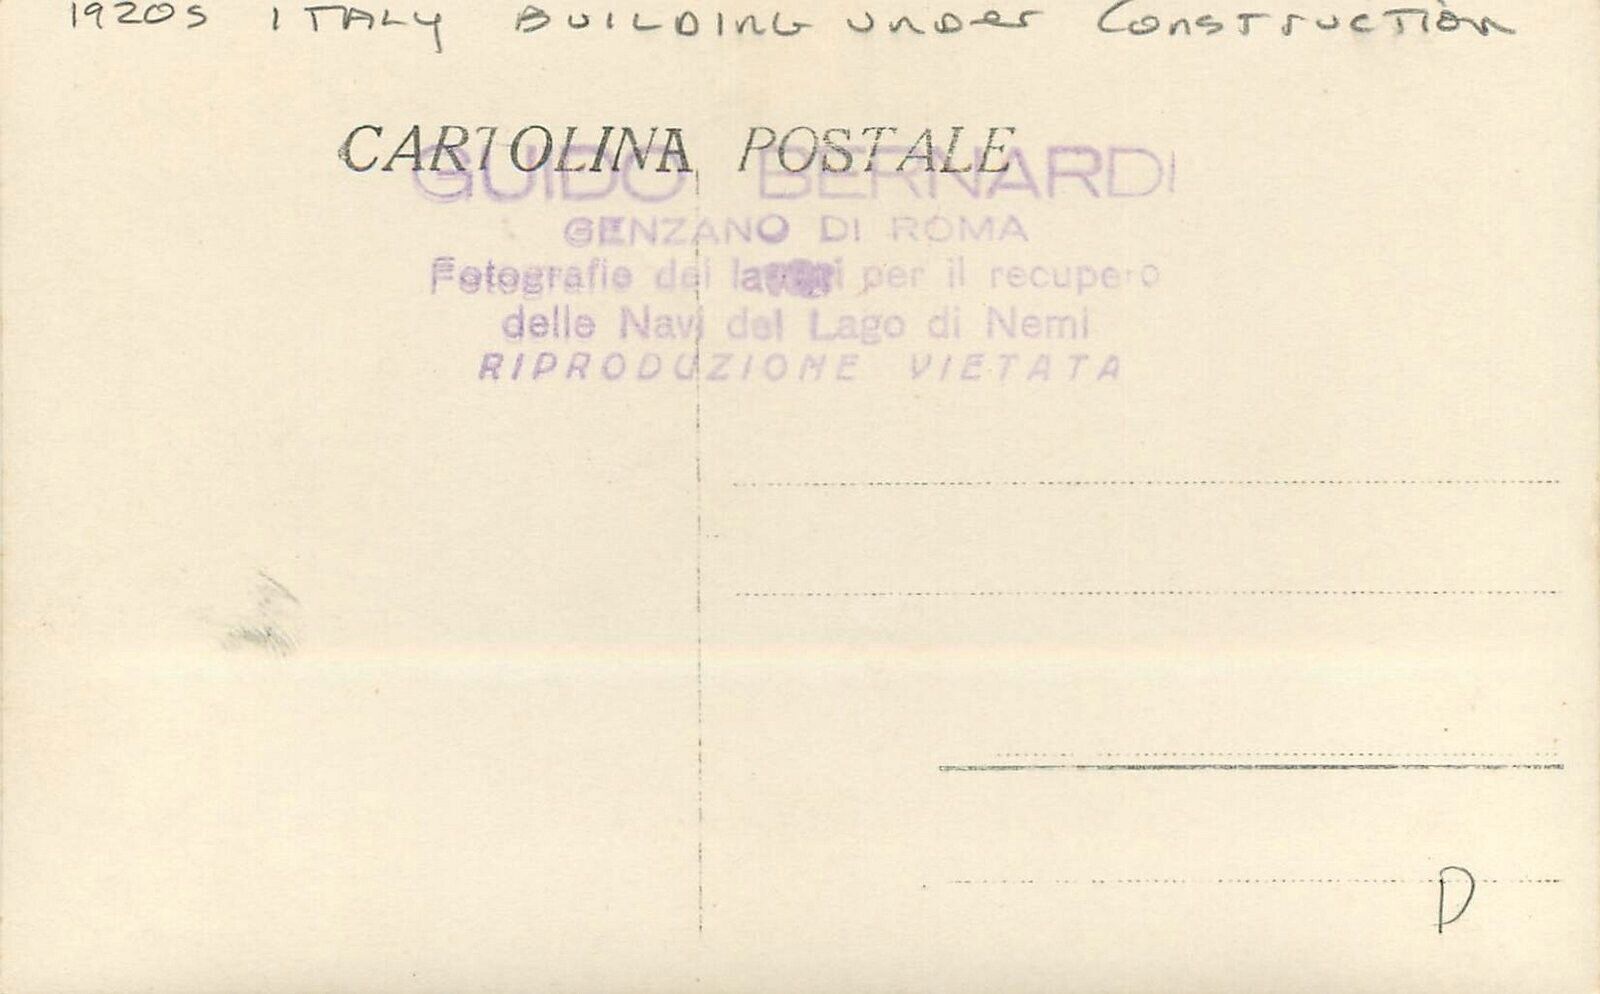 1920s ITALY BUILDING UNDER CONSTRUCTION
CARTOLINA POSTALE
GUIDO BERNARDI
GENZANO DI ROMA
Fotografie dei lavori per il recupero
delle Navi del Lago di Nemi
RIPRODUZIONE VIETATA
D